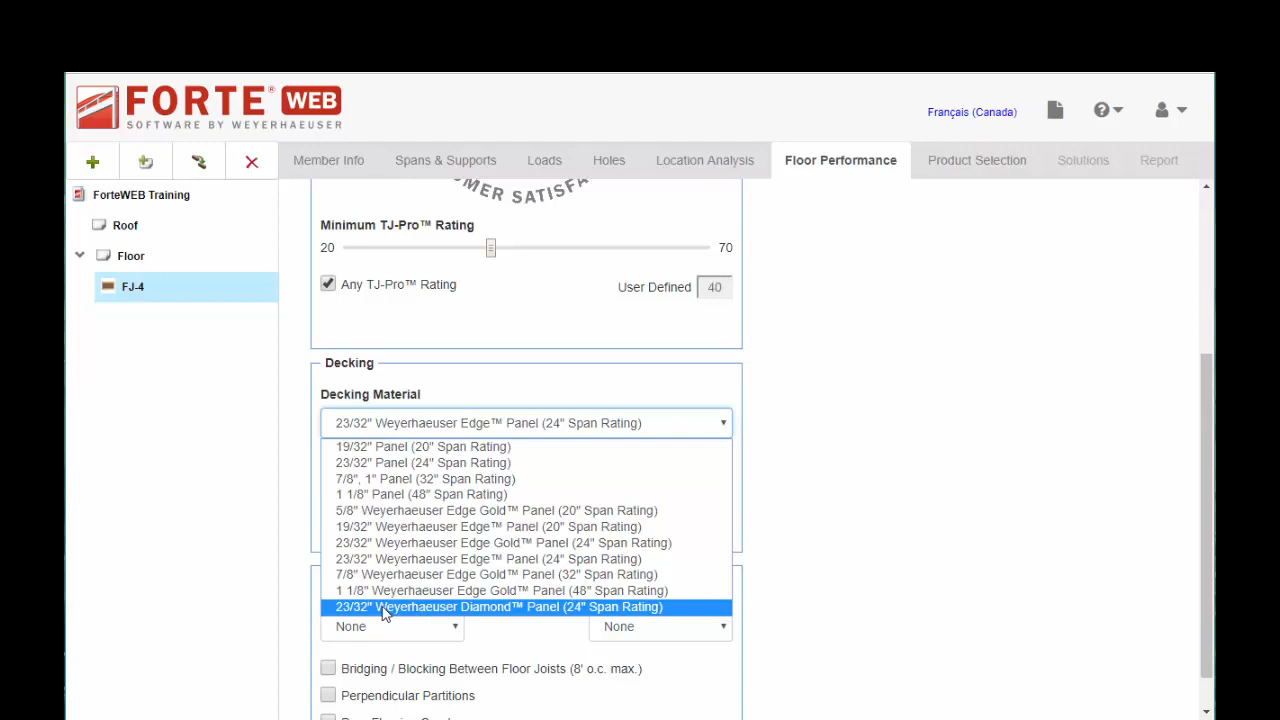 FORTE® WEB
SOFTWARE BY WEYERHAEUSER
Français (Canada)
Member Info
Spans & Supports
Loads
Holes
Location Analysis
Floor Performance
Product Selection
Solutions
Report
ForteWEB Training
Roof
Floor
FJ-4
MER SATISFA
Minimum TJ-Pro™ Rating
20
70
Any TJ-Pro™ Rating
User Defined
40
Decking
Decking Material
23/32" Weyerhaeuser Edge™ Panel (24" Span Rating)
19/32" Panel (20" Span Rating)
23/32" Panel (24" Span Rating)
7/8", 1" Panel (32" Span Rating)
1 1/8" Panel (48" Span Rating)
5/8" Weyerhaeuser Edge Gold™ Panel (20" Span Rating)
19/32" Weyerhaeuser Edge™ Panel (20" Span Rating)
23/32" Weyerhaeuser Edge Gold™ Panel (24" Span Rating)
23/32" Weyerhaeuser Edge™ Panel (24" Span Rating)
7/8" Weyerhaeuser Edge Gold™ Panel (32" Span Rating)
1 1/8" Weyerhaeuser Edge Gold™ Panel (48" Span Rating)
23/32" Weyerhaeuser Diamond™ Panel (24" Span Rating)
None
None
Bridging / Blocking Between Floor Joists (8' o.c. max.)
Perpendicular Partitions